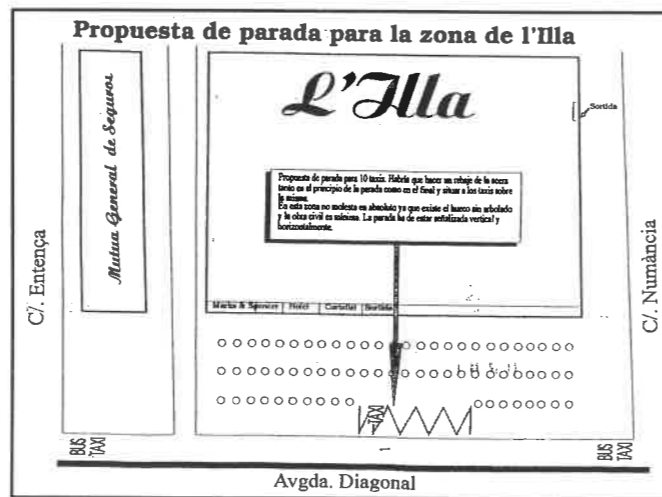 Propuesta de parada para la zona de l'Illa
L'Illa
Sortida
Mutua General de Seguros
Propuesta de parada para 10 taxis. Habría que hacer un rebaje de la acera
tanto en el principio de la parada como en el final y situar a los taxis sobre
la misma.
En esta zona no molesta en absoluto ya que existe el hueco sin arbolado
y la obra civil es mínima. La parada ha de estar señalizada vertical y
horizontalmente.
C/. Entença
C/. Numància
Marks & Spencer Hotel Cortefiel Sortida
TAXI
BUS
TAXI
BUS
TAXI
Avgda. Diagonal